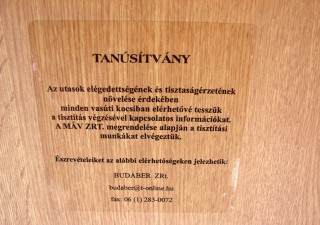 TANÚSÍTVÁNY
Az utasok elégedettségének és tisztaságérzetének
növelése érdekében
minden vasúti kocsiban elérhetővé tesszük
a tisztítás végzésével kapcsolatos információkat.
A MÁV ZRT. megrendelése alapján a tisztítási
munkákat elvégeztük.
Észrevételeiket az alábbi elérhetőségeken jelezhetik:
BUDABER. ZRt.
budaber@t-online.hu
fax: 06 (1) 283-0072